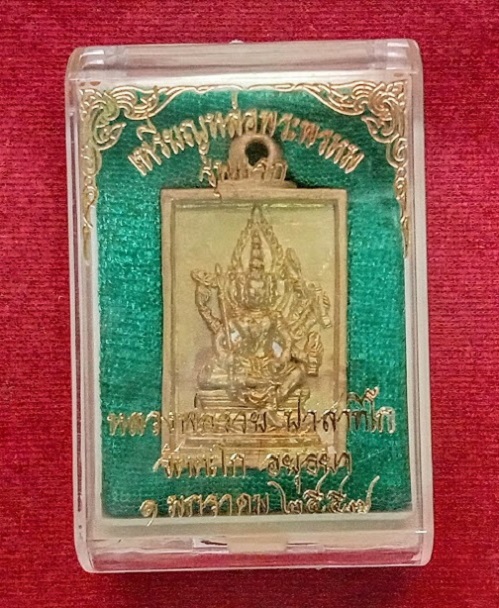 เหรียญหล่อพระพรหม
หลวงพ่อรวย ปาสาทิโก
วัดตะโก อยุธยา
๑ มกราคม ๒๕๕๗